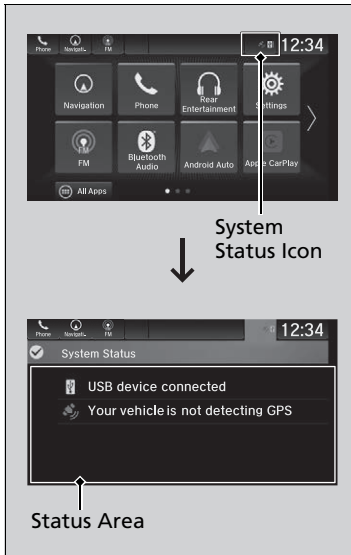 Phone Navigati.. FM 12:34
Navigation Phone Rear Entertainment Settings
FM Bluetooth Audio Android Auto Apple CarPlay
All Apps
System Status Icon
Phone Navigati.. FM 12:34
System Status
USB device connected
Your vehicle is not detecting GPS
Status Area